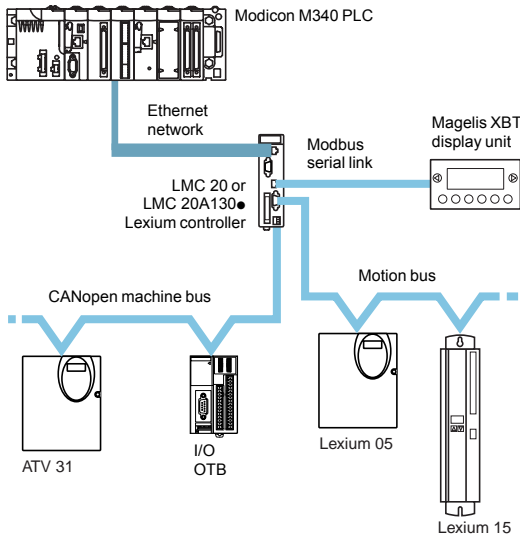 Modicon M340 PLC
Ethernet
network
Modbus
serial link
Magelis XBT
display unit
LMC 20 or
LMC 20A130●
Lexium controller
CANopen machine bus
Motion bus
ATV 31
I/O
OTB
Lexium 05
Lexium 15